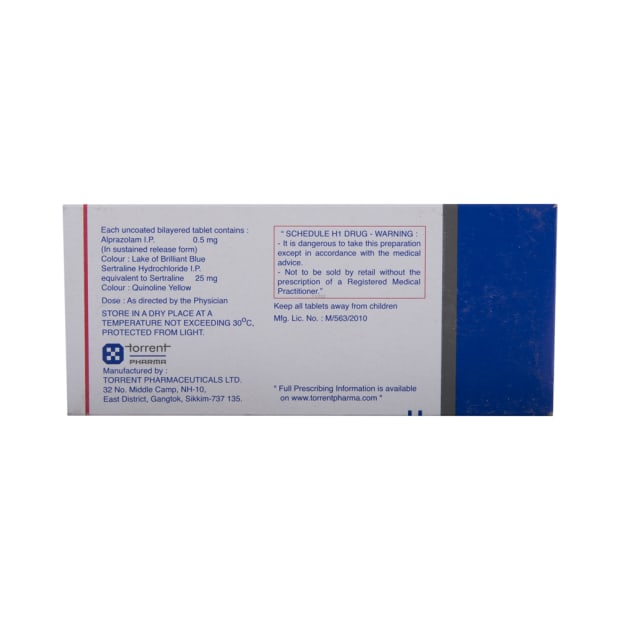 Each uncoated bilayered tablet contains :
Alprazolam I.P. 0.5 mg
(In sustained release form)
Colour : Lake of Brilliant Blue
Sertraline Hydrochloride I.P.
equivalent to Sertraline 25 mg
Colour : Quinoline Yellow
Dose : As directed by the Physician
STORE IN A DRY PLACE AT A
TEMPERATURE NOT EXCEEDING 30°C,
PROTECTED FROM LIGHT.
torrent
PHARMA
Manufactured by :
TORRENT PHARMACEUTICALS LTD.
32 No. Middle Camp, NH-10,
East District, Gangtok, Sikkim-737 135.
" SCHEDULE H1 DRUG - WARNING :
- It is dangerous to take this preparation
except in accordance with the medical
advice.
- Not to be sold by retail without the
prescription of a Registered Medical
Practitioner."
Keep all tablets away from children
Mfg. Lic. No. : M/563/2010
" Full Prescribing Information is available
on www.torrentpharma.com "